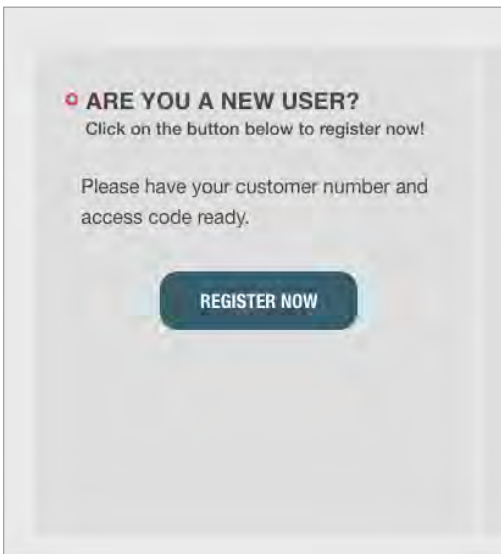 ARE YOU A NEW USER?
Click on the button below to register now!
Please have your customer number and
access code ready.
REGISTER NOW